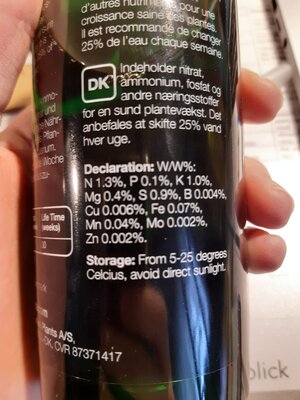 d'autres nutriments pour une
croissance saine des plantes.
Il est recommandé de changer
25% de l'eau chaque semaine.
DK
Indeholder nitrat,
ammonium, fosfat og
andre næringsstoffer
for en sund plantevækst. Det
anbefales at skifte 25% vand
hver uge.
Declaration: W/W%:
N 1.3%, P 0.1%, K 1.0%,
Mg 0.4%, S 0.9%, B 0.004%,
Cu 0.006%, Fe 0.07%,
Mn 0.04%, Mo 0.002%,
Zn 0.002%.
Storage: From 5-25 degrees
Celcius, avoid direct sunlight.
Life Time
(weeks)
10
Plants A/S,
DK, CVR 87371417
blick